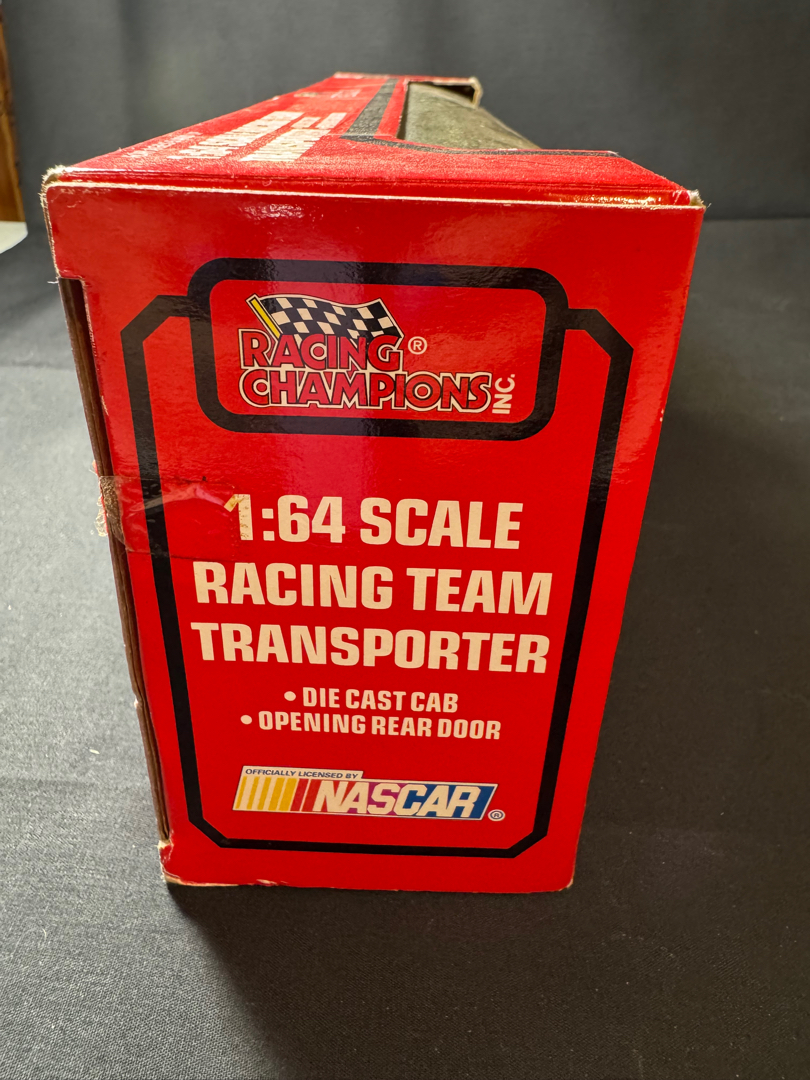 RACING®
CHAMPIONS INC.
1:64 SCALE
RACING TEAM
TRANSPORTER
• DIE CAST CAB
• OPENING REAR DOOR
OFFICIALLY LICENSED BY
NASCAR®